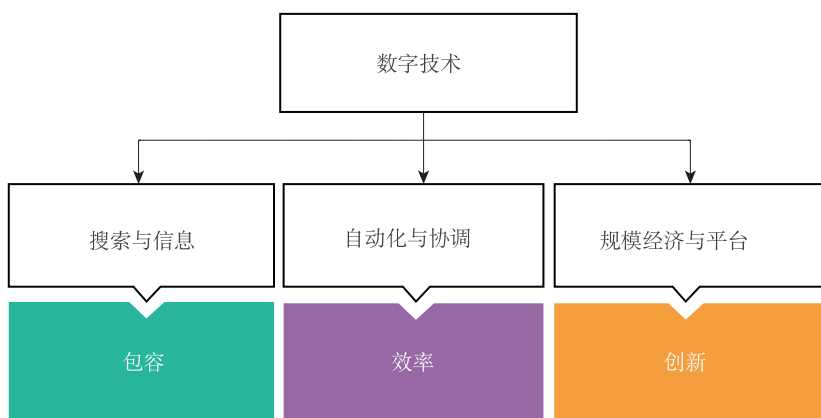 数字技术
搜索与信息
自动化与协调
规模经济与平台
包容
效率
创新